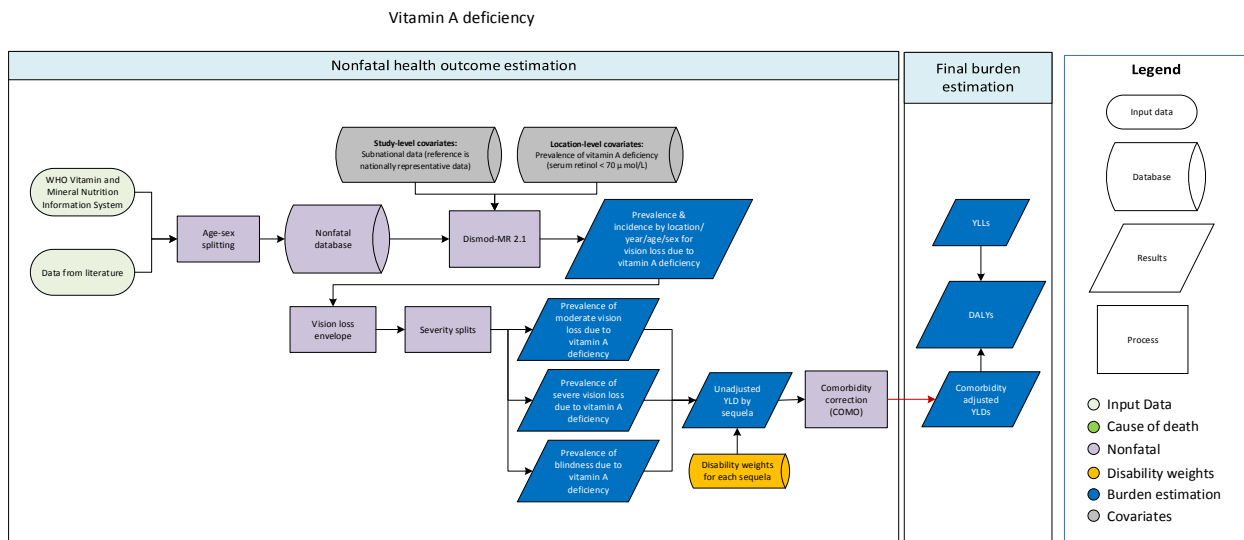 Vitamin A deficiency
Nonfatal health outcome estimation
Final burden
estimation
Legend
Input data
Database
Results
Process
Input Data
Cause of death
Nonfatal
Disability weights
Burden estimation
Covariates
Study-level covariates:
Subnational data (reference is
nationally representative data)
Location-level covariates:
Prevalence of vitamin A deficiency
(serum retinol < 70 μ mol/L)
WHO Vitamin and
Mineral Nutrition
Information System
Data from literature
Age-sex
splitting
Nonfatal
database
Dismod-MR 2.1
Prevalence &
incidence by location/
year/age/sex for
vision loss due to
vitamin A deficiency
Vision loss
envelope
Severity splits
Prevalence of
moderate vision
loss due to
vitamin A
deficiency
Prevalence of
severe vision loss
due to vitamin A
deficiency
Prevalence of
blindness due to
vitamin A
deficiency
Unadjusted
YLD by
sequela
Disability weights
for each sequela
Comorbidity
correction
(COMO)
YLLs
DALYs
Comorbidity
adjusted
YLDs